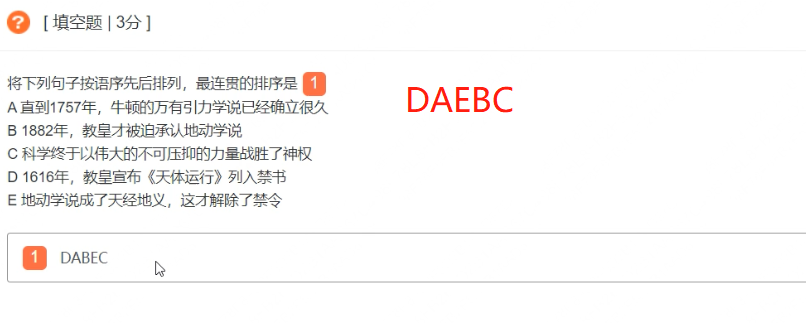 [ 填空题 | 3分 ]
将下列句子按语序先后排列，最连贯的排序是 1
DAEBC
A 直到1757年，牛顿的万有引力学说已经确立很久
B 1882年，教皇才被迫承认地动学说
C 科学终于以伟大的不可压抑的力量战胜了神权
D 1616年，教皇宣布《天体运行》列入禁书
E 地动学说成了天经地义，这才解除了禁令
1 DABEC